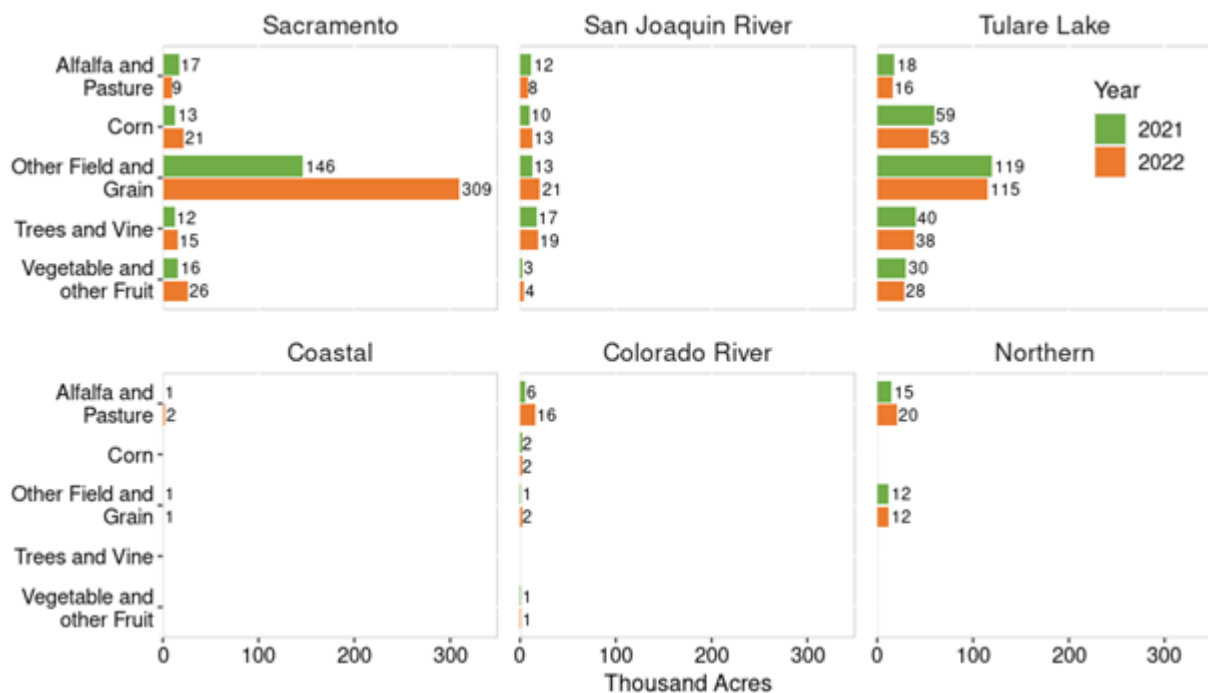 Sacramento
San Joaquin River
Tulare Lake
Alfalfa and
Pasture
17
9
12
8
18
16
Corn
13
21
10
13
59
53
Other Field and
Grain
146
309
13
21
119
115
Trees and Vine
12
15
17
19
40
38
Vegetable and
other Fruit
16
26
3
4
30
28
Year
2021
2022
Coastal
Colorado River
Northern
Alfalfa and
Pasture
1
2
6
16
15
20
Corn
2
2
Other Field and
Grain
1
1
1
2
12
12
Trees and Vine
Vegetable and
other Fruit
1
1
0 100 200 300
0 100 200 300
0 100 200 300
Thousand Acres